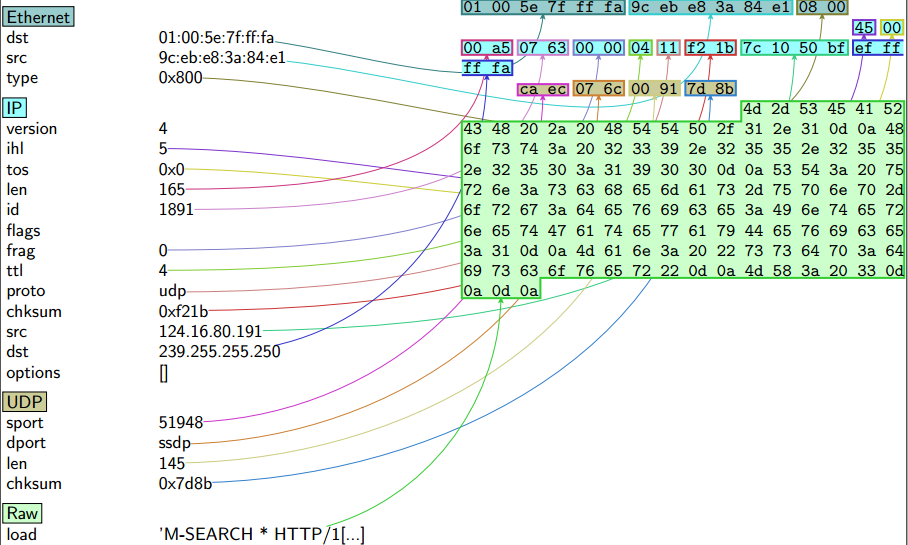 Ethernet
dst 01:00:5e:7f:ff:fa
src 9c:eb:e8:3a:84:e1
type 0x800
IP
version 4
ihl 5
tos 0x0
len 165
id 1891
flags
frag 0
ttl 4
proto udp
chksum 0xf21b
src 124.16.80.191
dst 239.255.255.250
options []
UDP
sport 51948
dport ssdp
len 145
chksum 0x7d8b
Raw
load 'M-SEARCH * HTTP/1[...]
01 00 5e 7f ff fa 9c eb e8 3a 84 e1 08 00
45 00
00 a5 07 63 00 00 04 11 f2 1b 7c 10 50 bf ef ff
ff fa
ca ec 07 6c 00 91 7d 8b
4d 2d 53 45 41 52
43 48 20 2a 20 48 54 54 50 2f 31 2e 31 0d 0a 48
6f 73 74 3a 20 32 33 39 2e 32 35 35 2e 32 35 35
2e 32 35 30 3a 31 39 30 30 0d 0a 53 54 3a 20 75
72 6e 3a 73 63 68 65 6d 61 73 2d 75 70 6e 70 2d
6f 72 67 3a 64 65 76 69 63 65 3a 49 6e 74 65 72
6e 65 74 47 61 74 65 77 61 79 44 65 76 69 63 65
3a 31 0d 0a 4d 61 6e 3a 20 22 73 73 64 70 3a 64
69 73 63 6f 76 65 72 22 0d 0a 4d 58 3a 20 33 0d
0a 0d 0a